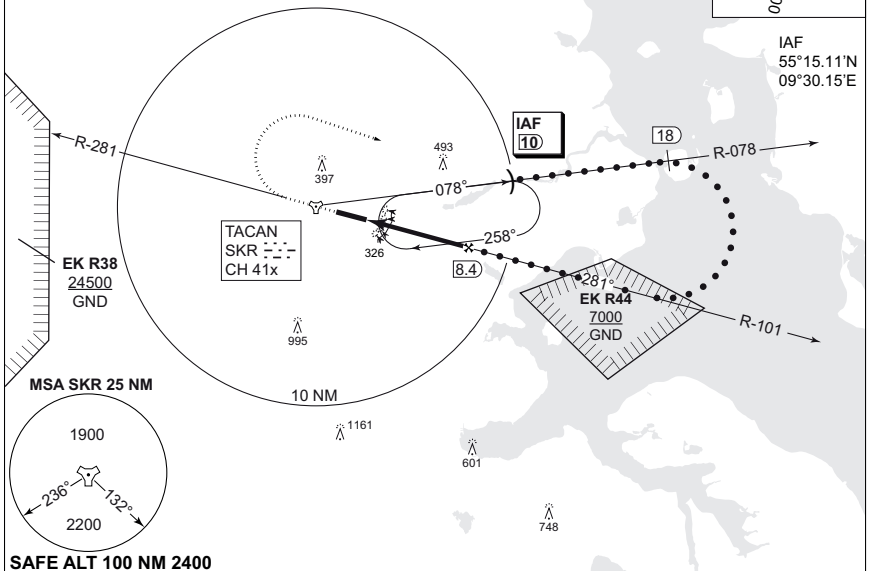 00
IAF
55°15.11'N
09°30.15'E
IAF
10
18
R-281
493
397
R-078
078°
TACAN
SKR
CH 41x
326
258°
8.4
EK R38
24500
GND
281°
EK R44
7000
GND
R-101
995
10 NM
MSA SKR 25 NM
1900
236°
132°
2200
1161
601
748
SAFE ALT 100 NM 2400